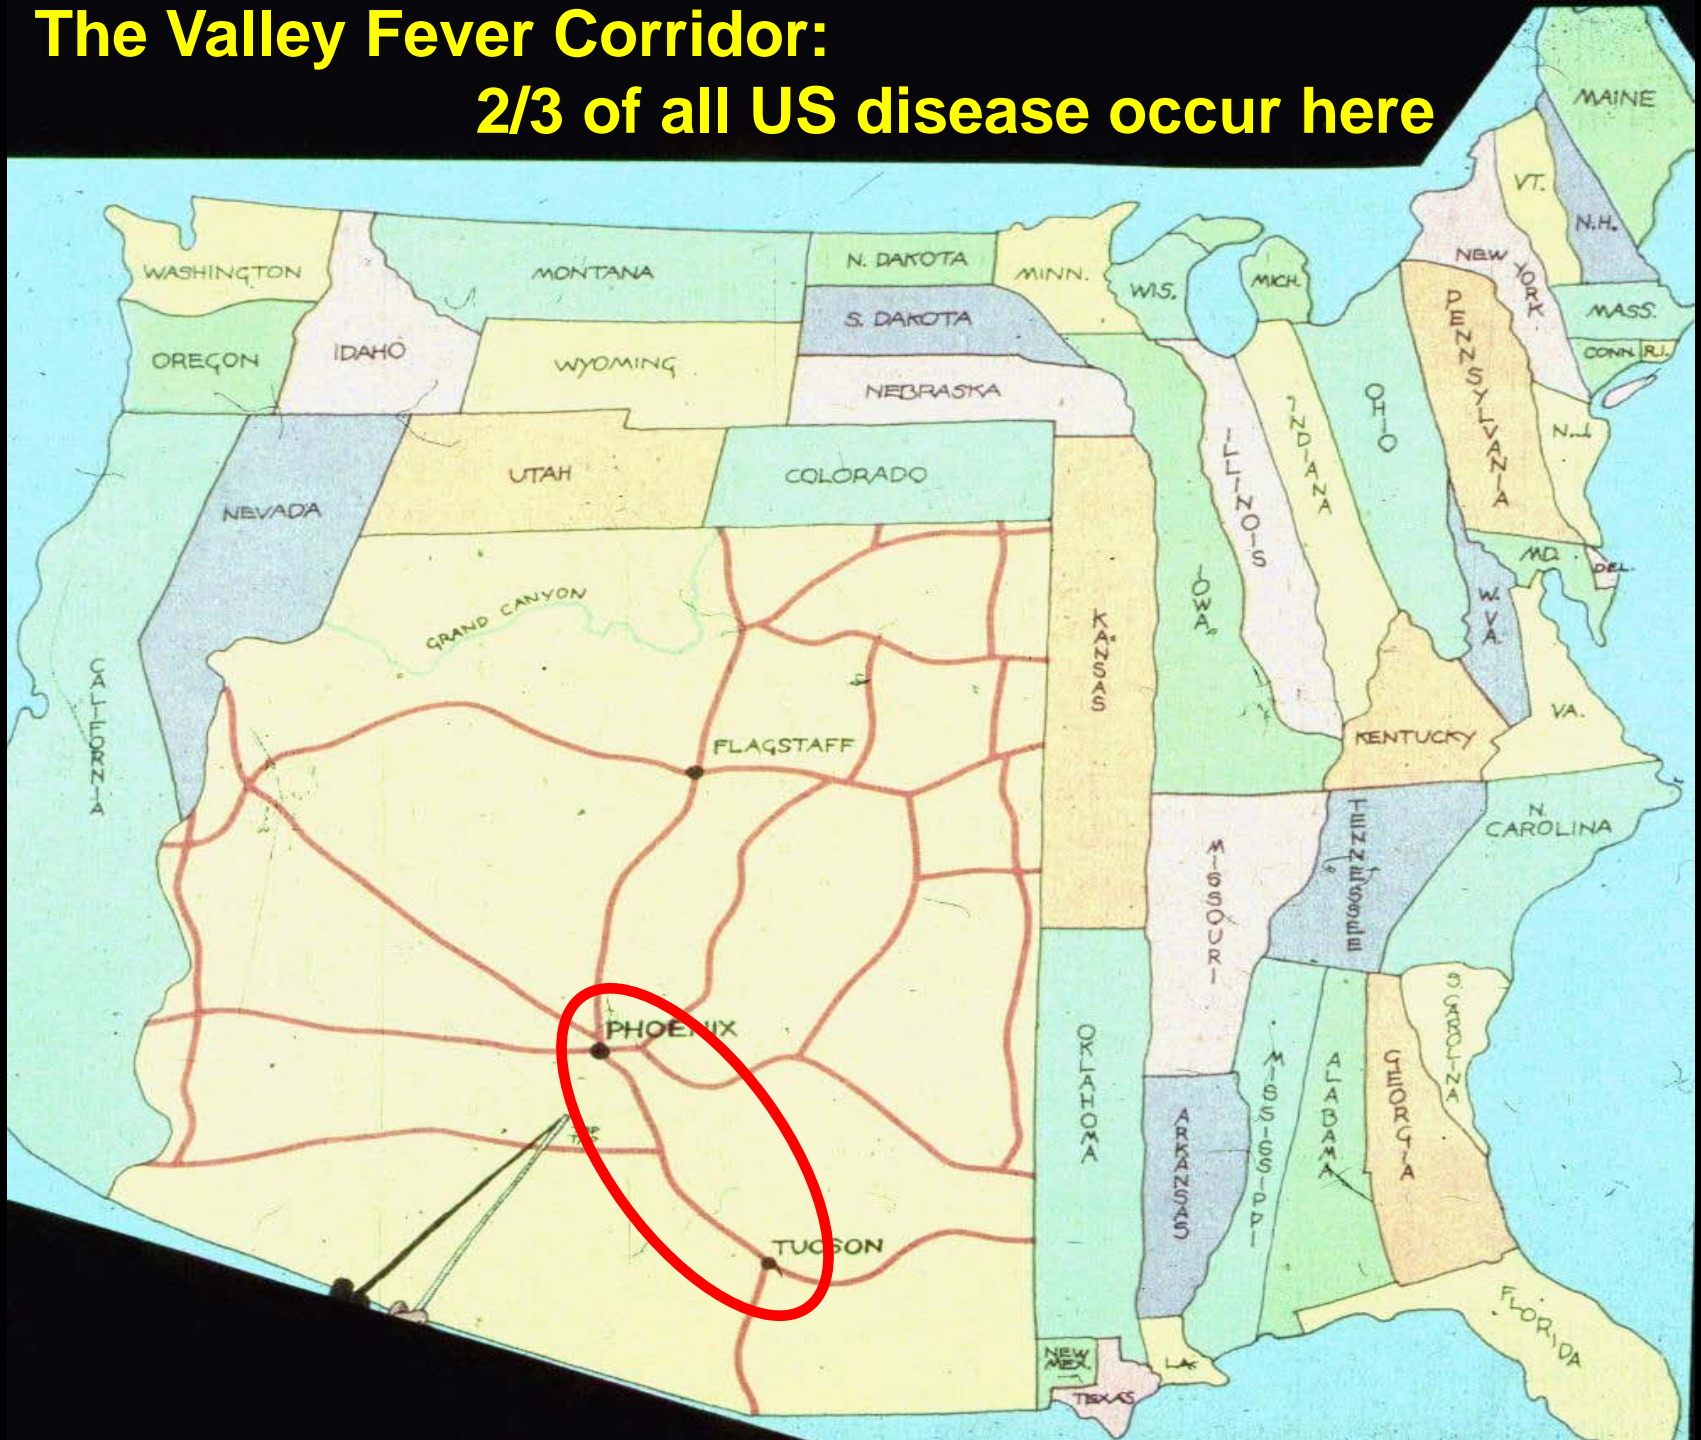 The Valley Fever Corridor:
2/3 of all US disease occur here
MAINE
VT.
N.H.
NEW YORK
WASHINGTON
MONTANA
N. DAKOTA
MINN.
WIS.
MICH.
MASS.
CONN.
R.I.
OREGON
IDAHO
WYOMING
S. DAKOTA
NEBRASKA
PENNSYLVANIA
N.J.
OHIO
INDIANA
ILLINOIS
NEVADA
UTAH
COLORADO
IOWA
KANSAS
MD.
DEL.
W. VA.
VA.
GRAND CANYON
CALIFORNIA
FLAGSTAFF
KENTUCKY
TENNESSEE
N. CAROLINA
MISSOURI
S. CAROLINA
PHOENIX
OKLAHOMA
ARKANSAS
MISSISSIPPI
ALABAMA
GEORGIA
TUCSON
FLORIDA
NEW MEX.
LA.
TEXAS